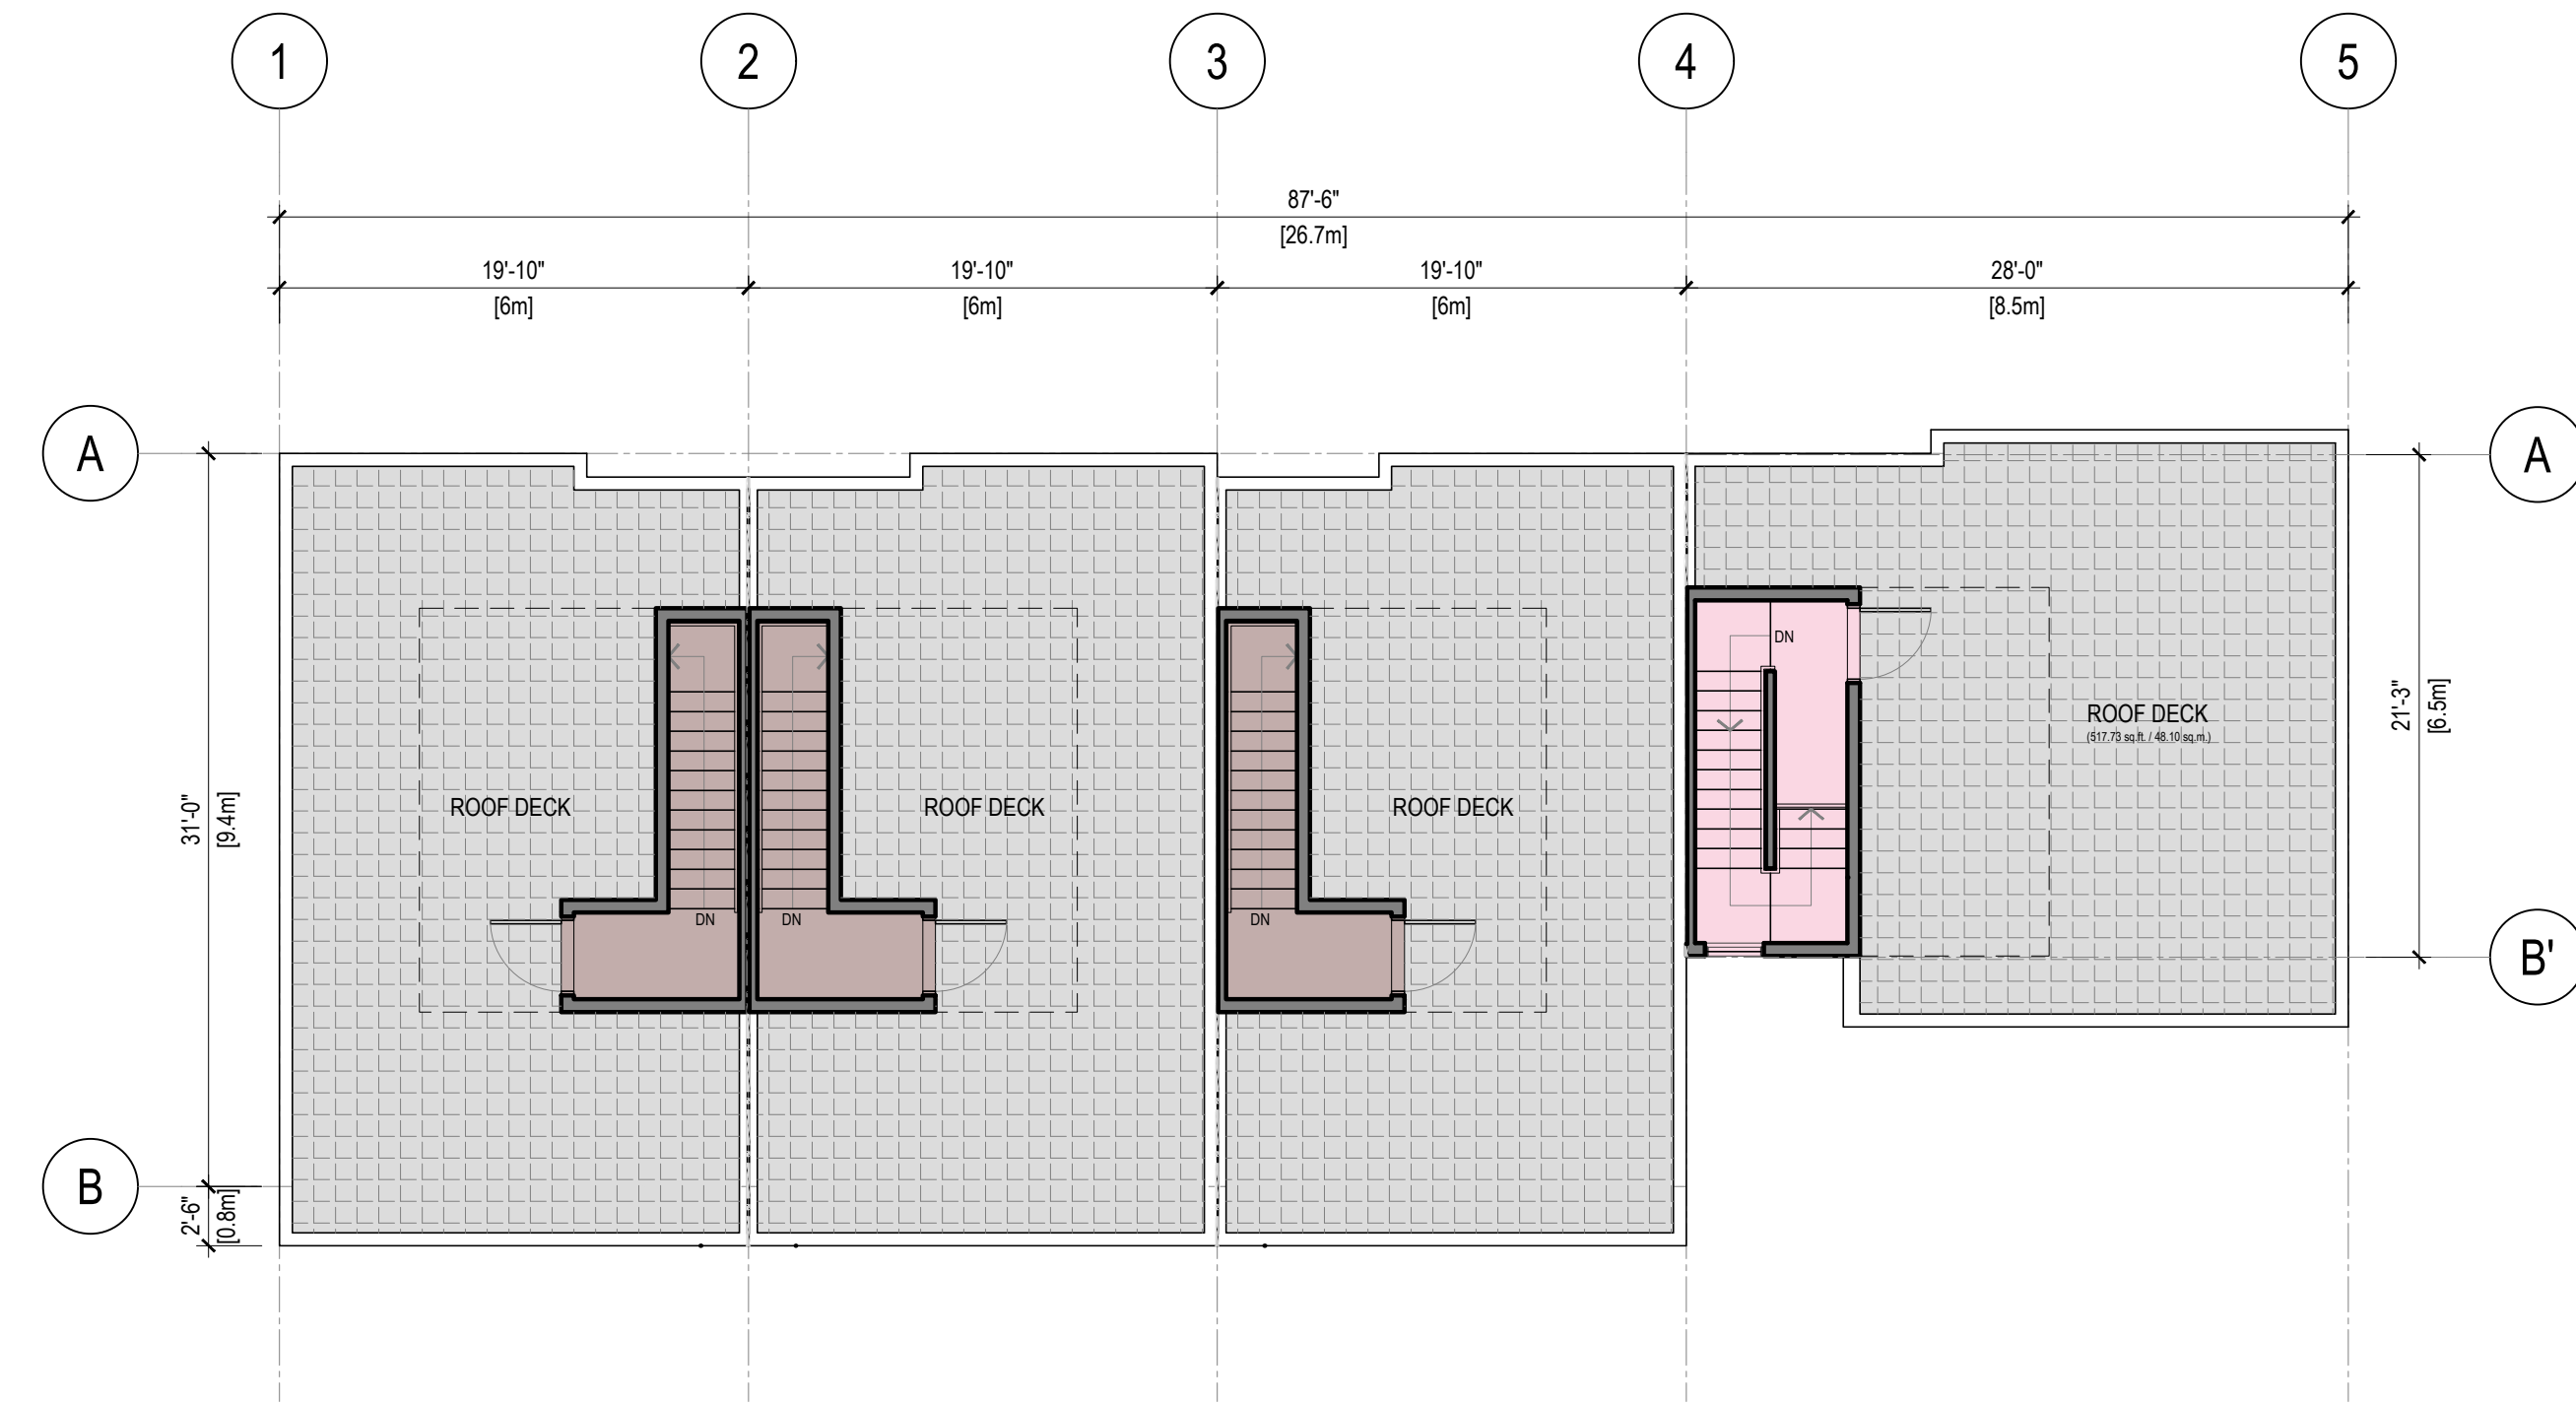 1 2 3 4 5
87'-6"
[26.7m]
19'-10" 19'-10" 19'-10" 28'-0"
[6m] [6m] [6m] [8.5m]
A A
DN
ROOF DECK
(517.73 sq.ft. / 48.10 sq.m.)
21'-3"
[6.5m]
31'-0"
[9.4m]
ROOF DECK ROOF DECK ROOF DECK
DN DN DN
B'
B
2'-6"
[0.8m]